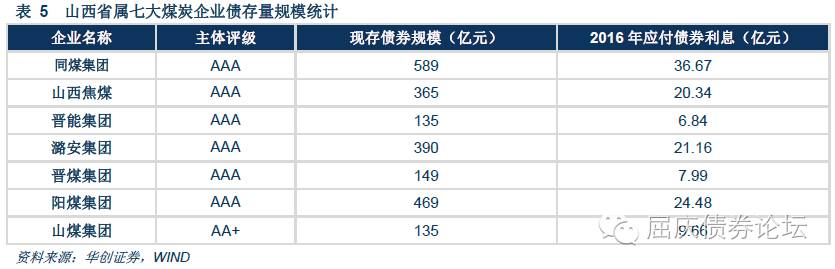 表 5 山西省属七大煤炭企业债存量规模统计
企业名称 主体评级 现存债券规模（亿元） 2016 年应付债券利息（亿元）
同煤集团 AAA 589 36.67
山西焦煤 AAA 365 20.34
晋能集团 AAA 135 6.84
潞安集团 AAA 390 21.16
晋煤集团 AAA 149 7.99
阳煤集团 AAA 469 24.48
山煤集团 AA+ 135 9.66
屈庆债券论坛
资料来源：华创证券，WIND